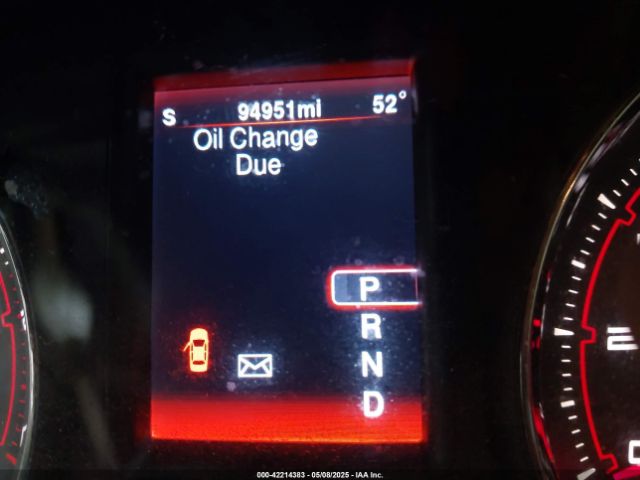 S 94951mi 52°
Oil Change
Due
P
R
N
D
E
000-42214383 - 05/08/2025 - IAA Inc.